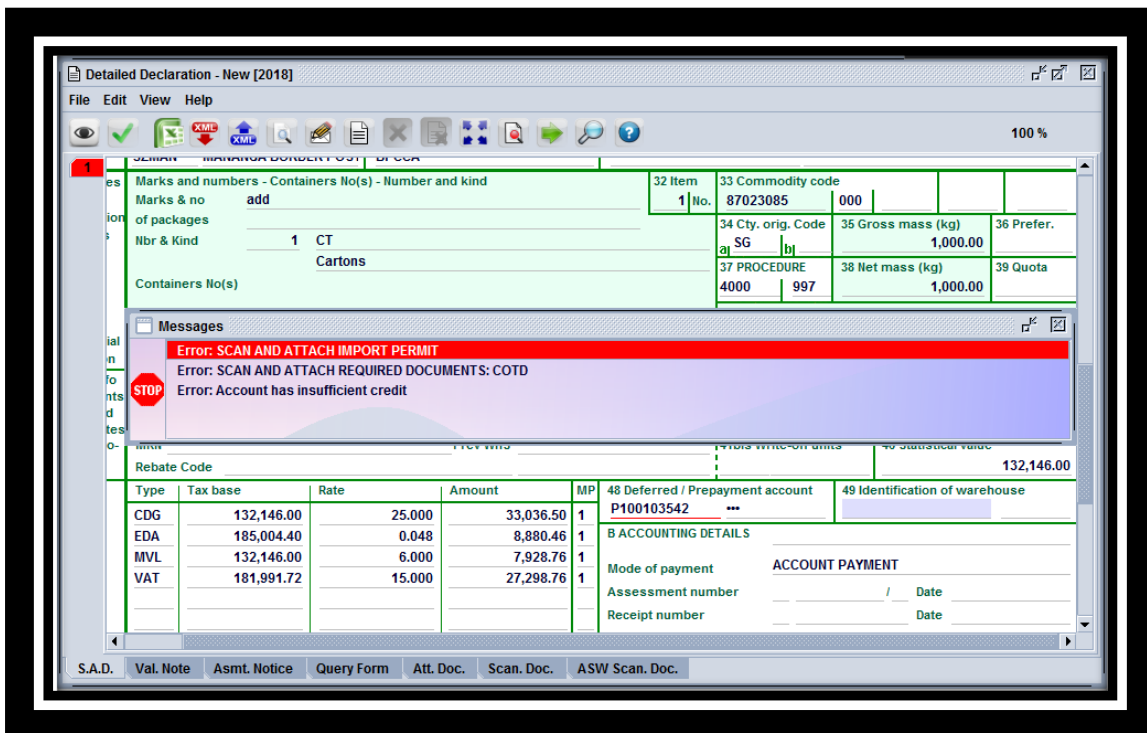 Detailed Declaration - New [2018]
File Edit View Help
XML XML 100 %
1
MANANGA BORDER POST
es Marks and numbers - Containers No(s) - Number and kind 32 Item 33 Commodity code
Marks & no add 1 No. 87023085 000
ion of packages 34 Cty. orig. Code 35 Gross mass (kg) 36 Prefer.
Nbr & Kind 1 CT a| SG b| 1,000.00
Cartons 37 PROCEDURE 38 Net mass (kg) 39 Quota
Containers No(s) 4000 997 1,000.00
Messages
ial
Error: SCAN AND ATTACH IMPORT PERMIT
Error: SCAN AND ATTACH REQUIRED DOCUMENTS: COTD
STOP Error: Account has insufficient credit
132,146.00
Rebate Code
Type Tax base Rate Amount MP 48 Deferred / Prepayment account 49 Identification of warehouse
CDG 132,146.00 25.000 33,036.50 1 P100103542 •••
EDA 185,004.40 0.048 8,880.46 1 B ACCOUNTING DETAILS
MVL 132,146.00 6.000 7,928.76 1 Mode of payment ACCOUNT PAYMENT
VAT 181,991.72 15.000 27,298.76 1
Assessment number / Date
Receipt number Date
S.A.D. Val. Note Asmt. Notice Query Form Att. Doc. Scan. Doc. ASW Scan. Doc.